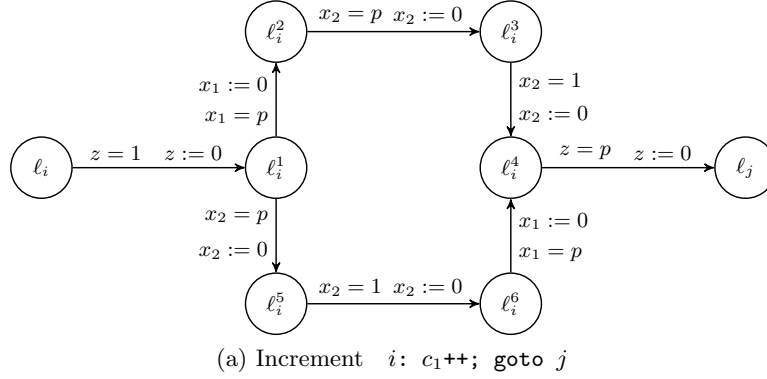 ℓ_i^2 x_2 = p x_2 := 0 ℓ_i^3
x_1 := 0 x_2 = 1
x_1 = p x_2 := 0
ℓ_i z = 1 z := 0 ℓ_i^1 ℓ_i^4 z = p z := 0 ℓ_j
x_2 = p x_1 := 0
x_2 := 0 x_1 = p
ℓ_i^5 x_2 = 1 x_2 := 0 ℓ_i^6
(a) Increment i: c_1++; goto j